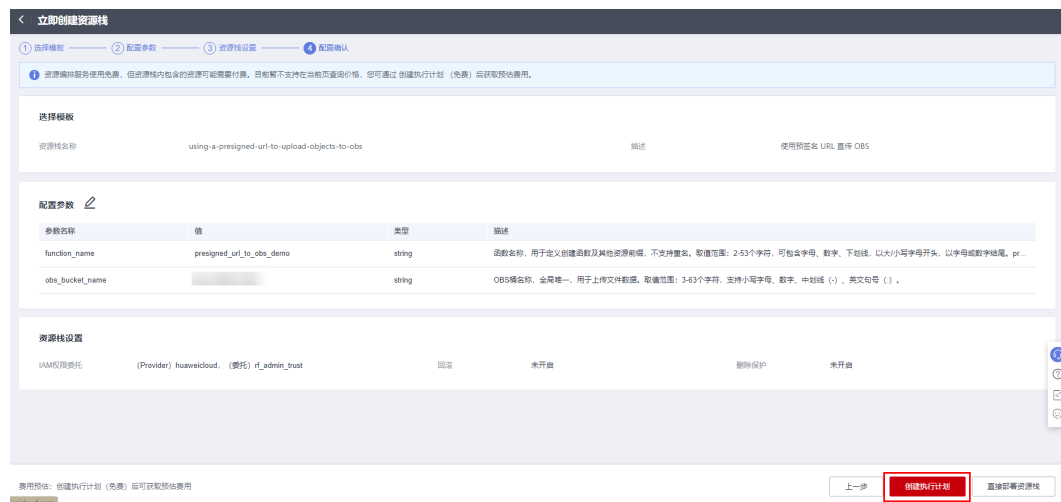 立即创建资源栈
1 选择模板 2 配置参数 3 资源栈设置 4 配置确认
资源编排服务使用免费，但资源栈内包含的资源可能需要付费。目前暂不支持在当前页查询价格，您可通过 创建执行计划 （免费）后获取预估费用。
选择模板
资源栈名称 using-a-presigned-url-to-upload-objects-to-obs 描述 使用预签名 URL 直传 OBS
配置参数
参数名称 值 类型 描述
function_name presigned_url_to_obs_demo string 函数名称，用于定义创建函数及其他资源前缀，不支持重名。取值范围：2-53个字符，可包含字母、数字、下划线，以大/小写字母开头，以字母或数字结尾。pr...
obs_bucket_name string OBS桶名称，全局唯一，用于上传文件数据。取值范围：3-63个字符，支持小写字母、数字、中划线（-）、英文句号（.）。
资源栈设置
IAM权限委托 (Provider) huaweicloud, （委托）rf_admin_trust 回滚 未开启 删除保护 未开启
费用预估：创建执行计划（免费）后可获取预估费用 上一步 创建执行计划 直接部署资源栈